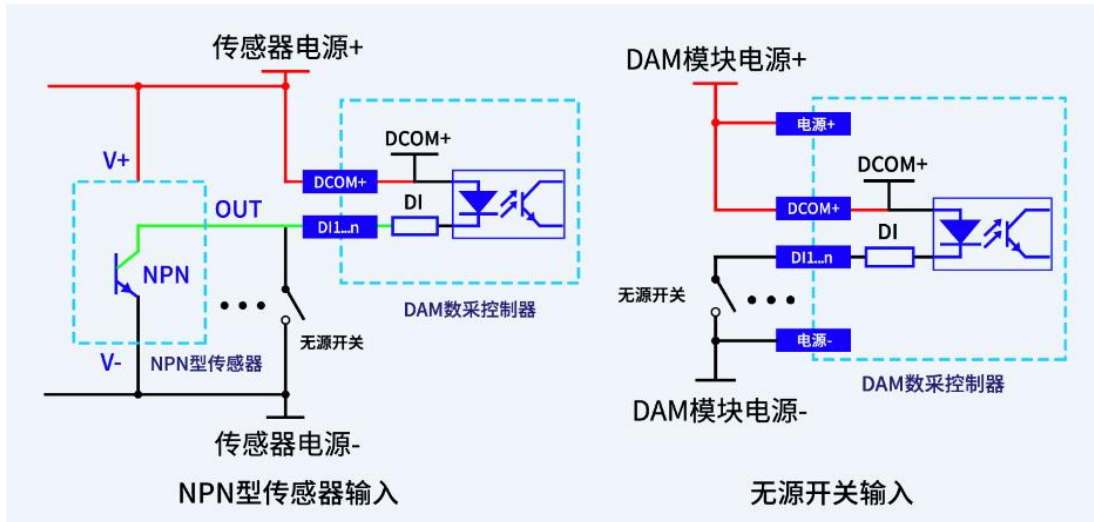 传感器电源+
V+
DCOM+
DCOM+
OUT
DI
DI1...n
NPN
DAM数采控制器
无源开关
V-
NPN型传感器
传感器电源-
NPN型传感器输入
DAM模块电源+
电源+
DCOM+
DCOM+
DI
DI1...n
无源开关
电源-
DAM数采控制器
DAM模块电源-
无源开关输入